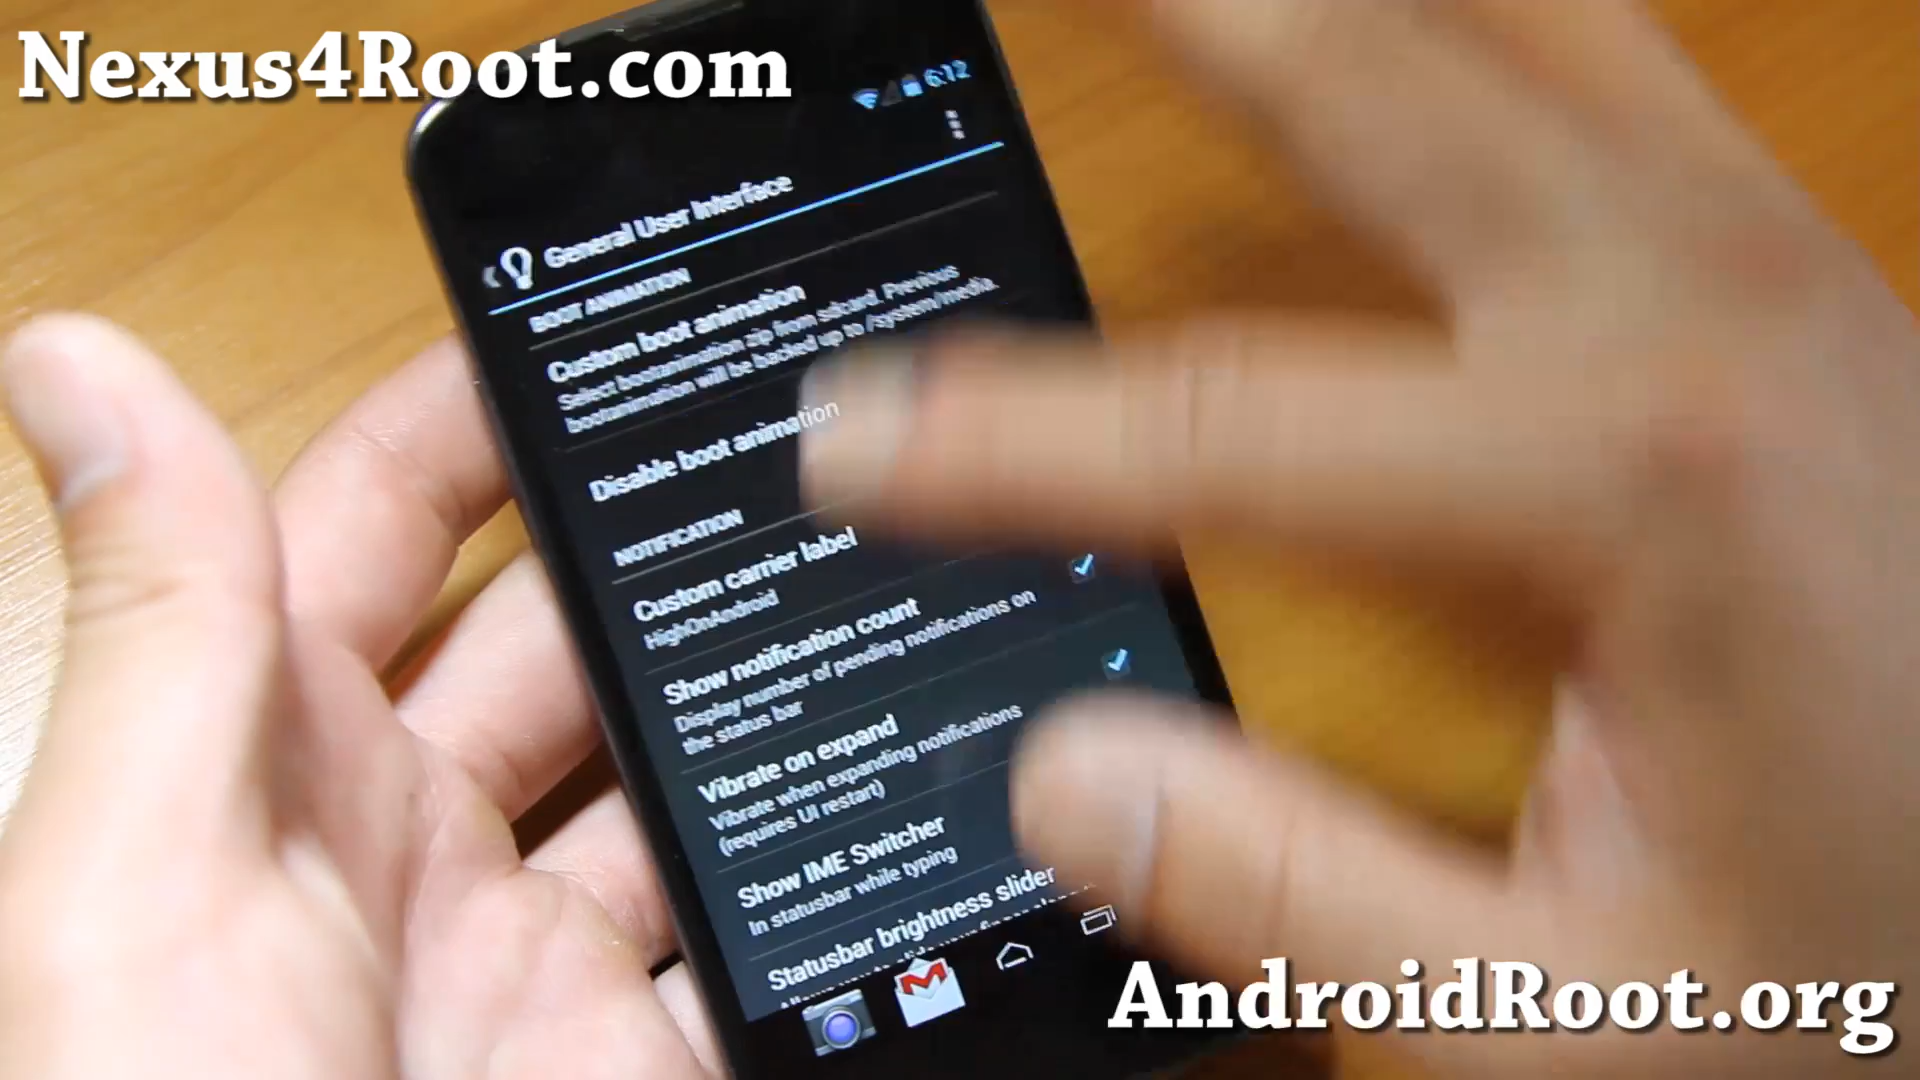 Nexus4Root.com
6:12
General User Interface
BOOT ANIMATION
Custom boot animation
Select bootanimation zip from sdcard. Previous
bootanimation will be backed up to /system/media.
Disable boot animation
NOTIFICATION
Custom carrier label
HighOnAndroid
Show notification count
Display number of pending notifications on
the status bar
Vibrate on expand
Vibrate when expanding notifications
(requires UI restart)
Show IME Switcher
In statusbar while typing
Statusbar brightness slider
AndroidRoot.org